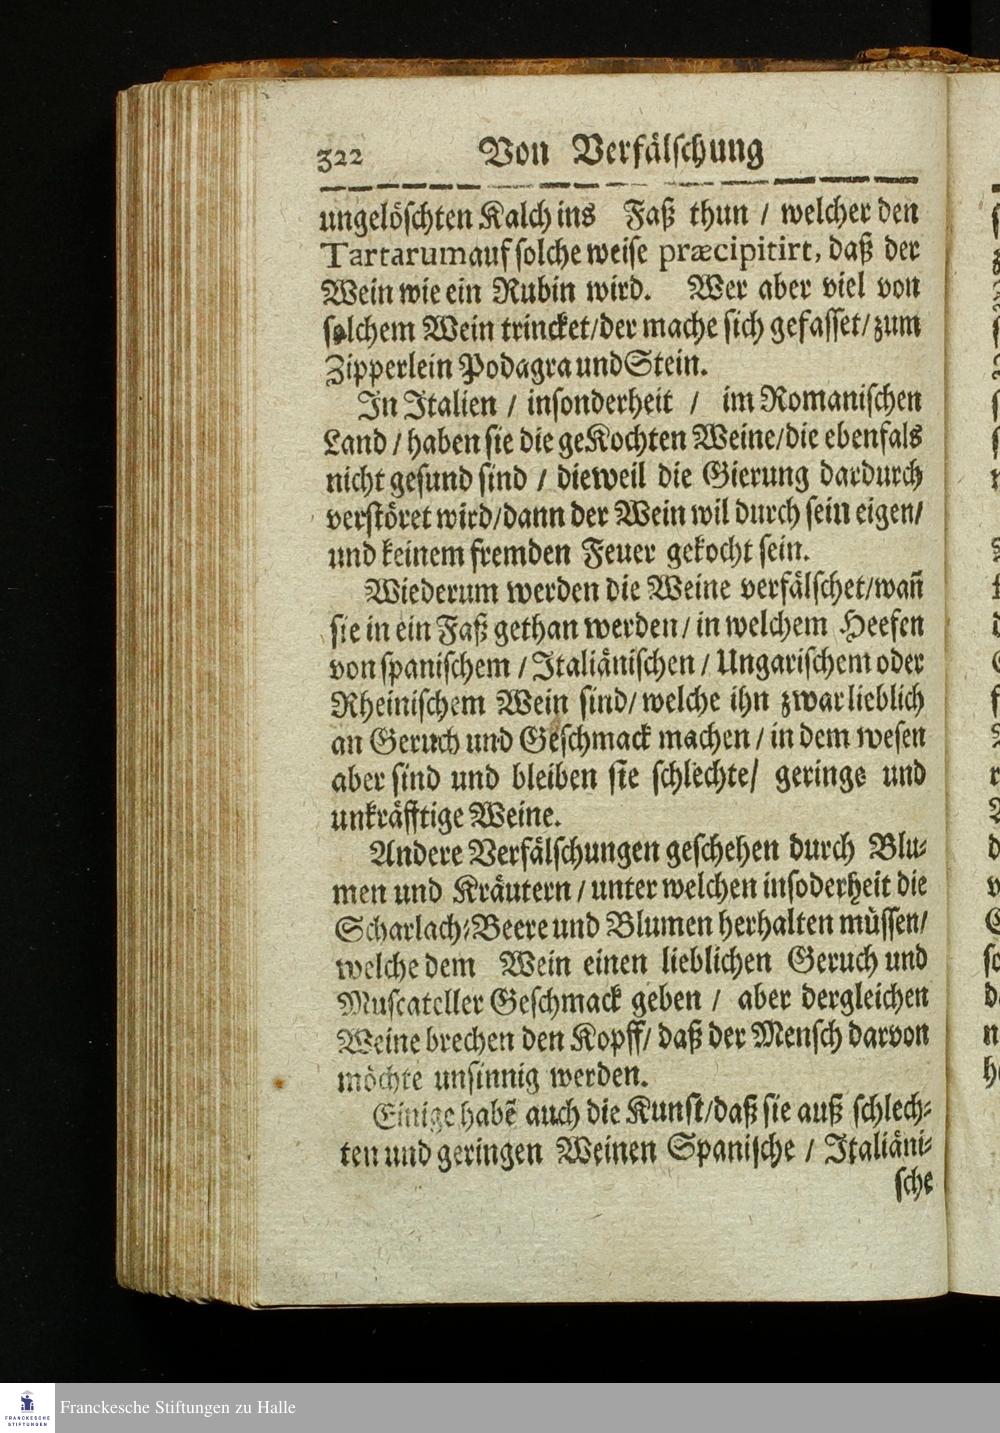 322 Von Verfälschung
ungelöschten Kalch ins Faß thun / welcher den
Tartarum auf solche weise præcipitirt, daß der
Wein wie ein Rubin wird. Wer aber viel von
solchem Wein trincket/der mache sich gefasset/zum
Zipperlein Podagra und Stein.
In Italien / insonderheit / im Romanischen
Land / haben sie die geKochten Weine/die ebenfals
nicht gesund sind / dieweil die Gierung dardurch
verstöret wird/dann der Wein wil durch sein eigen/
und keinem fremden Feuer gekocht sein.
Wiederum werden die Weine verfälschet/wañ
sie in ein Faß gethan werden / in welchem Heefen
von spanischem / Italiänischen / Ungarischem oder
Rheinischem Wein sind/ welche ihn zwar lieblich
an Geruch und Geschmack machen / in dem wesen
aber sind und bleiben sie schlechte/ geringe und
unkräfftige Weine.
Andere Verfälschungen geschehen durch Blu-
men und Kräutern / unter welchen insoderheit die
Scharlach-Beere und Blumen herhalten müssen/
welche dem Wein einen lieblichen Geruch und
Muscateller Geschmack geben / aber dergleichen
Weine brechen den Kopff/ daß der Mensch darvon
möchte unsinnig werden.
Einige habẽ auch die Kunst/daß sie auß schlech-
ten und geringen Weinen Spanische / Italiäni-
sche
FRANCKESCHE
STIFTUNGEN
Franckesche Stiftungen zu Halle